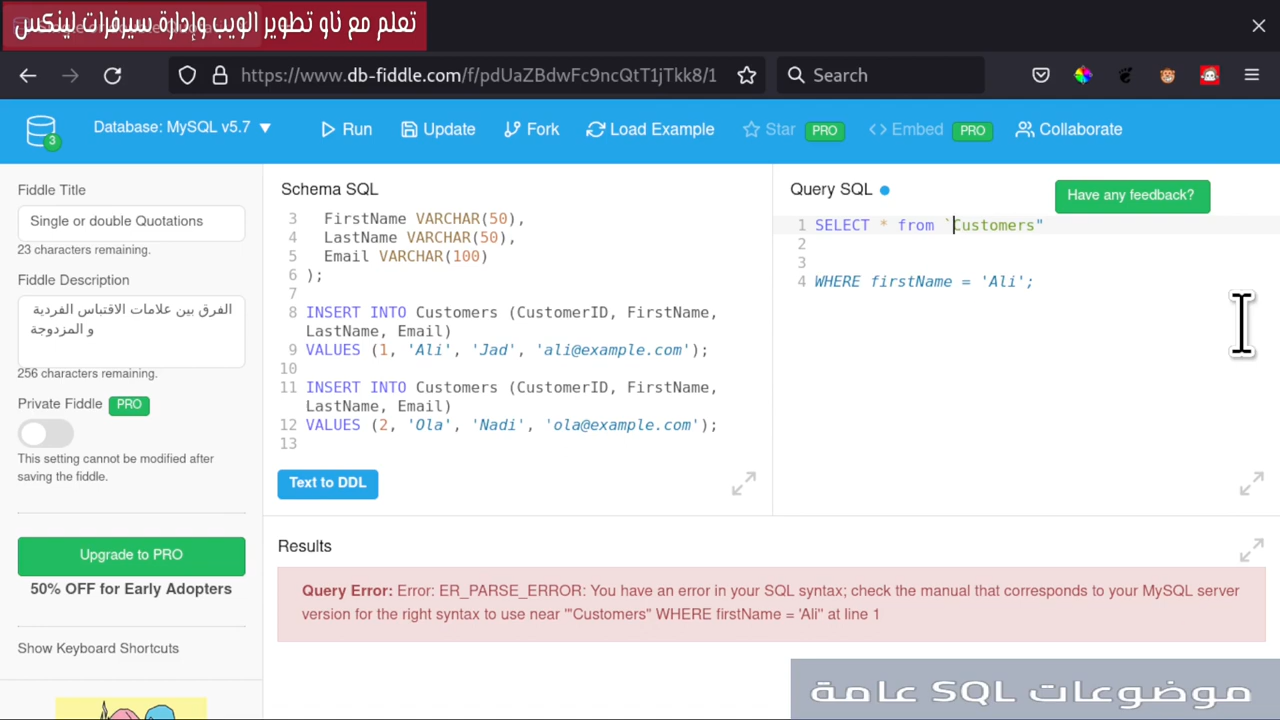 تعلم مع ناو تطوير الويب وإدارة سيرفرات لينكس
https://www.db-fiddle.com/f/pdUaZBdwFc9ncQtT1jTkk8/1
Search
3
Database: MySQL v5.7
Run
Update
Fork
Load Example
Star PRO
Embed PRO
Collaborate
Fiddle Title
Single or double Quotations
23 characters remaining.
Fiddle Description
الفرق بين علامات الاقتباس الفردية
و المزدوجة
256 characters remaining.
Private Fiddle PRO
This setting cannot be modified after
saving the fiddle.
Upgrade to PRO
50% OFF for Early Adopters
Show Keyboard Shortcuts
Schema SQL
3 FirstName VARCHAR(50),
4 LastName VARCHAR(50),
5 Email VARCHAR(100)
6 );
7
8 INSERT INTO Customers (CustomerID, FirstName,
LastName, Email)
9 VALUES (1, 'Ali', 'Jad', 'ali@example.com');
10
11 INSERT INTO Customers (CustomerID, FirstName,
LastName, Email)
12 VALUES (2, 'Ola', 'Nadi', 'ola@example.com');
13
Text to DDL
Query SQL
Have any feedback?
1 SELECT * from `Customers"
2
3
4 WHERE firstName = 'Ali';
Results
Query Error: Error: ER_PARSE_ERROR: You have an error in your SQL syntax; check the manual that corresponds to your MySQL server
version for the right syntax to use near '"Customers" WHERE firstName = 'Ali'' at line 1
موضوعات SQL عامة